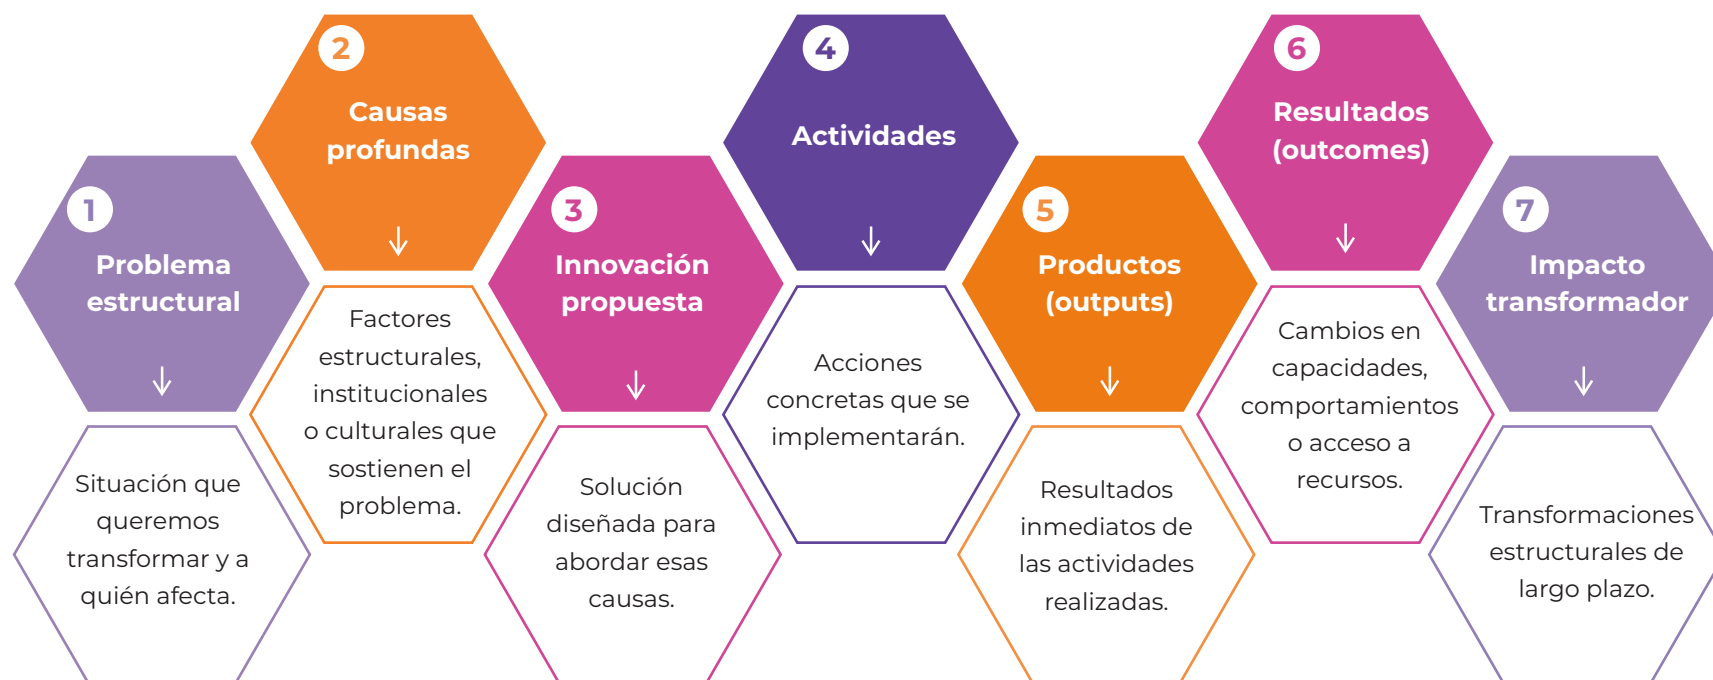 1
Problema
estructural
Situación que
queremos
transformar y a
quién afecta.
2
Causas
profundas
Factores
estructurales,
institucionales
o culturales que
sostienen el
problema.
3
Innovación
propuesta
Solución
diseñada para
abordar esas
causas.
4
Actividades
Acciones
concretas que se
implementarán.
5
Productos
(outputs)
Resultados
inmediatos de
las actividades
realizadas.
6
Resultados
(outcomes)
Cambios en
capacidades,
comportamientos
o acceso a
recursos.
7
Impacto
transformador
Transformaciones
estructurales de
largo plazo.